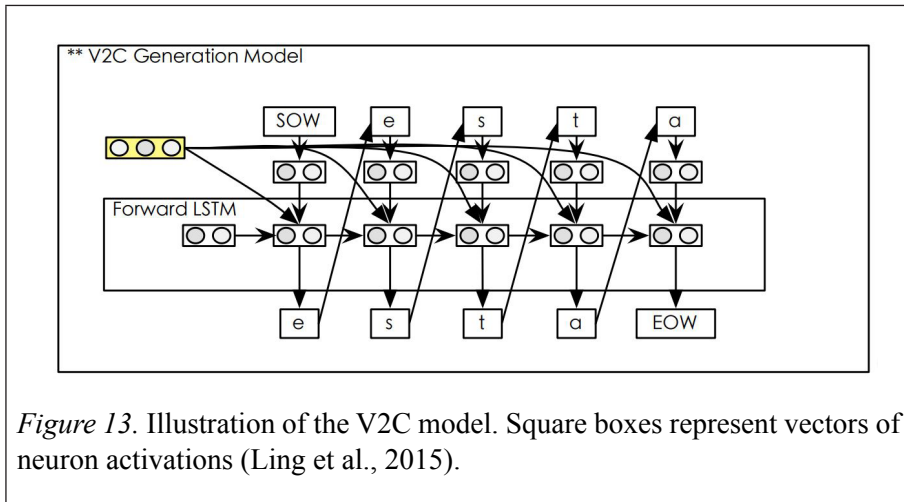 ** V2C Generation Model
SOW e s t a
Forward LSTM
e s t a EOW
Figure 13. Illustration of the V2C model. Square boxes represent vectors of
neuron activations (Ling et al., 2015).